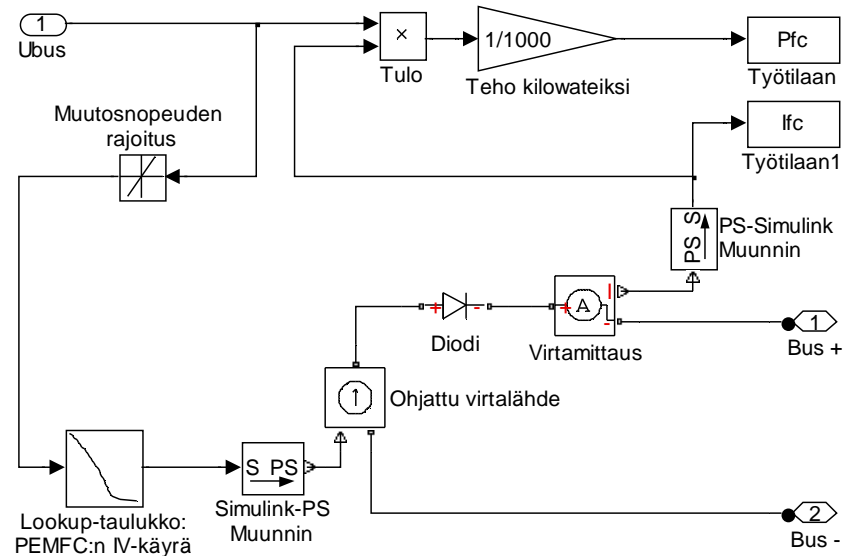 1
Ubus
×
Tulo
1/1000
Teho kilowateiksi
Pfc
Työtilaan
Ifc
Työtilaan1
Muutosnopeuden
rajoitus
PS S
PS-Simulink
Muunnin
+
-
Diodi
+
A
I
-
Virtamittaus
1
Bus +
Ohjattu virtalähde
Lookup-taulukko:
PEMFC:n IV-käyrä
S PS
Simulink-PS
Muunnin
2
Bus -